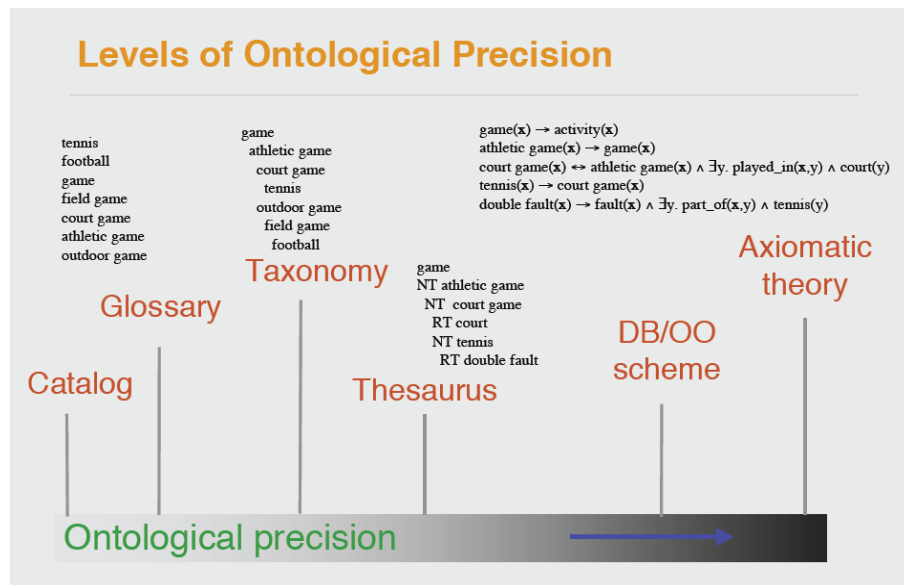 Levels of Ontological Precision
tennis
football
game
field game
court game
athletic game
outdoor game
game
athletic game
court game
tennis
outdoor game
field game
football
game(x) → activity(x)
athletic game(x) → game(x)
court game(x) ↔ athletic game(x) ∧ ∃y. played_in(x,y) ∧ court(y)
tennis(x) → court game(x)
double fault(x) → fault(x) ∧ ∃y. part_of(x,y) ∧ tennis(y)
game
NT athletic game
NT court game
RT court
NT tennis
RT double fault
Catalog
Glossary
Taxonomy
Thesaurus
DB/OO
scheme
Axiomatic
theory
Ontological precision